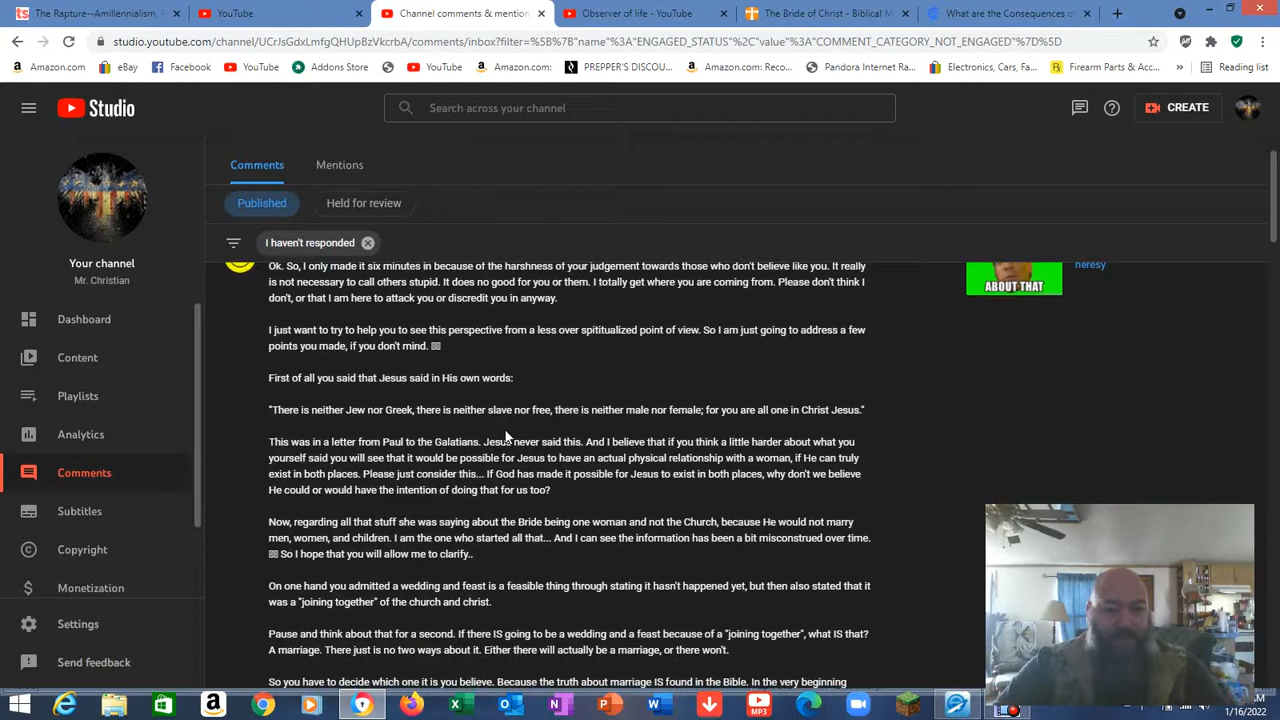 The Rapture--Amillennialism, W
YouTube
Channel comments & mention
Observer of life - YouTube
The Bride of Christ - Biblical M
What are the Consequences of
studio.youtube.com/channel/UCrJsGdxLmfgQHUpBzVkcrbA/comments/inbox?filter=%5B%7B"name"%3A"ENGAGED_STATUS"%2C"value"%3A"COMMENT_CATEGORY_NOT_ENGAGED"%7D%5D
Amazon.com
eBay
Facebook
YouTube
Addons Store
YouTube
Amazon.com:
PREPPER'S DISCOU...
Amazon.com: Reco...
Pandora Internet Ra...
Electronics, Cars, Fa...
Firearm Parts & Acc...
»
Reading list
Studio
Search across your channel
CREATE
Comments
Mentions
Published
Held for review
I haven't responded
Your channel
Mr. Christian
Dashboard
Content
Playlists
Analytics
Comments
Subtitles
Copyright
Monetization
Settings
Send feedback
Ok. So, I only made it six minutes in because of the harshness of your judgement towards those who don't believe like you. It really
is not necessary to call others stupid. It does no good for you or them. I totally get where you are coming from. Please don't think I
don't, or that I am here to attack you or discredit you in anyway.
I just want to try to help you to see this perspective from a less over spititualized point of view. So I am just going to address a few
points you made, if you don't mind.
First of all you said that Jesus said in His own words:
"There is neither Jew nor Greek, there is neither slave nor free, there is neither male nor female; for you are all one in Christ Jesus."
This was in a letter from Paul to the Galatians. Jesus never said this. And I believe that if you think a little harder about what you
yourself said you will see that it would be possible for Jesus to have an actual physical relationship with a woman, if He can truly
exist in both places. Please just consider this... If God has made it possible for Jesus to exist in both places, why don't we believe
He could or would have the intention of doing that for us too?
Now, regarding all that stuff she was saying about the Bride being one woman and not the Church, because He would not marry
men, women, and children. I am the one who started all that... And I can see the information has been a bit misconstrued over time.
So I hope that you will allow me to clarify..
On one hand you admitted a wedding and feast is a feasible thing through stating it hasn't happened yet, but then also stated that it
was a "joining together" of the church and christ.
Pause and think about that for a second. If there IS going to be a wedding and a feast because of a "joining together", what IS that?
A marriage. There just is no two ways about it. Either there will actually be a marriage, or there won't.
So you have to decide which one it is you believe. Because the truth about marriage IS found in the Bible. In the very beginning
heresy
ABOUT THAT
MP3
1/16/2022